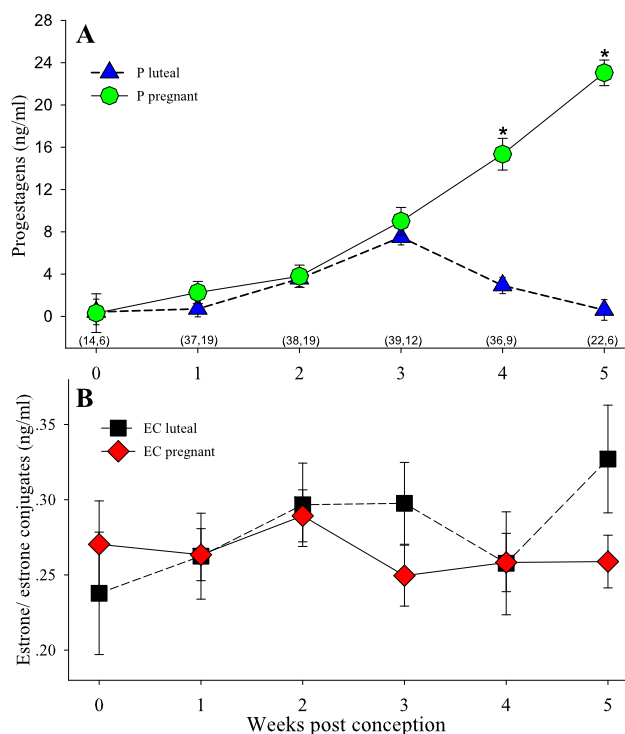 A
28
24
20
16
12
8
4
0
Progestagens (ng/ml)
P luteal
P pregnant
*
*
(14,6) (37,19) (38,19) (39,12) (36,9) (22,6)
0 1 2 3 4 5
B
.35
.30
.25
.20
Estrone/ estrone conjugates (ng/ml)
EC luteal
EC pregnant
0 1 2 3 4 5
Weeks post conception